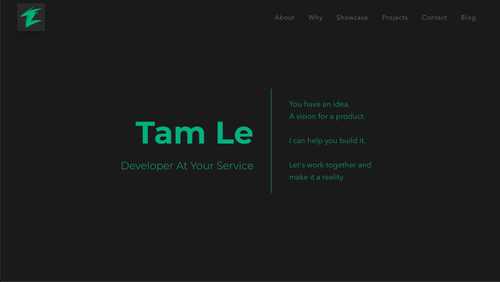 About Why Showcase Projects Contact Blog
Tam Le
Developer At Your Service
You have an idea.
A vision for a product.
I can help you build it.
Let's work together and
make it a reality.